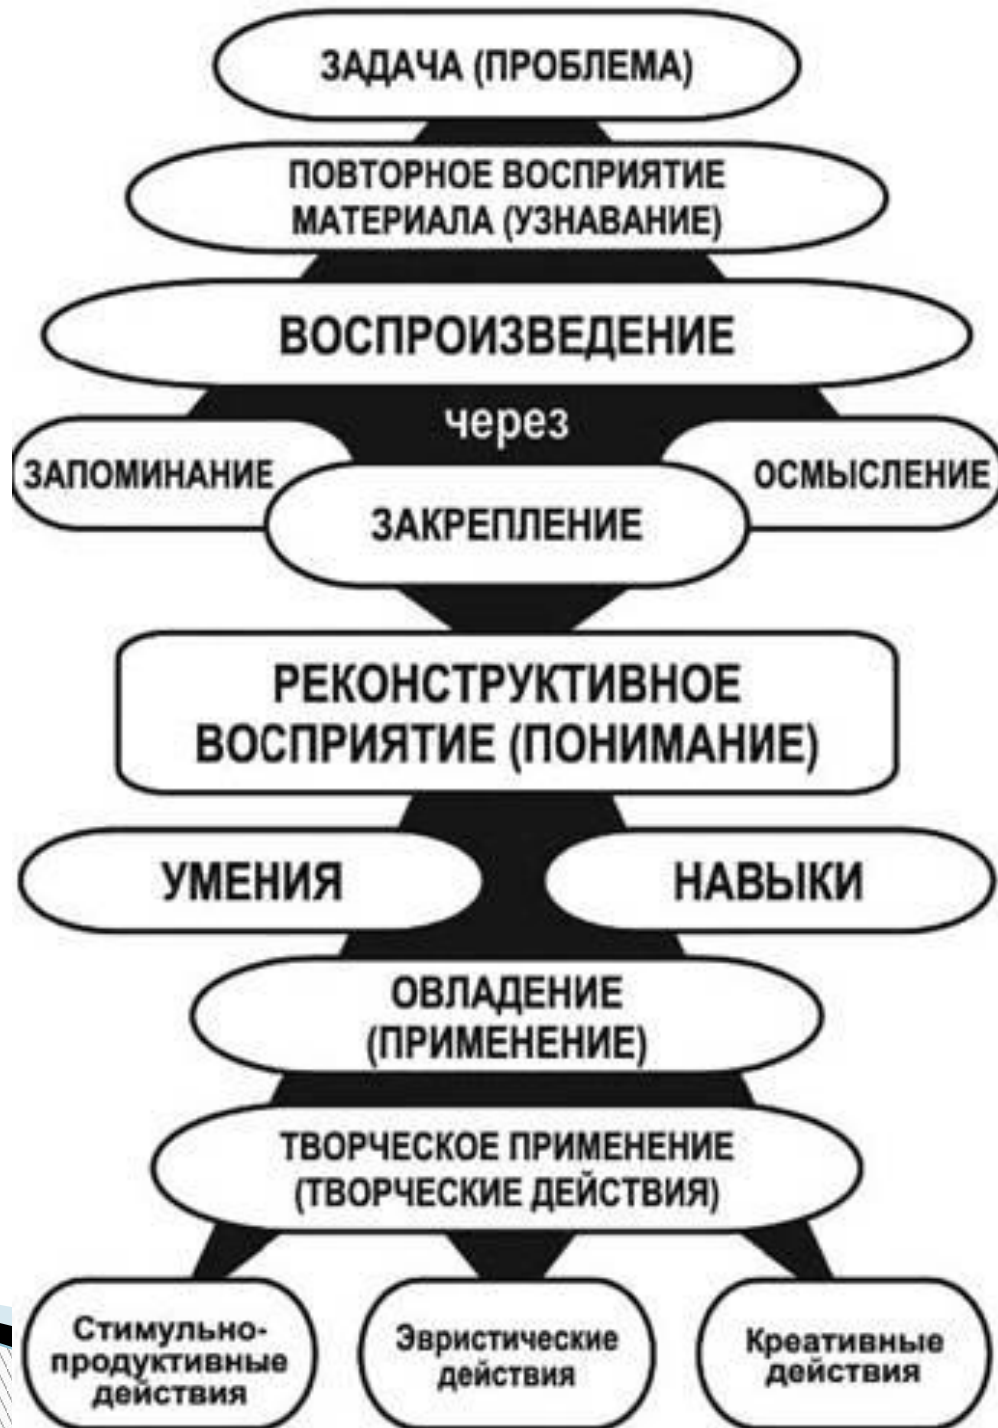 ЗАДАЧА (ПРОБЛЕМА)
ПОВТОРНОЕ ВОСПРИЯТИЕ
МАТЕРИАЛА (УЗНАВАНИЕ)
ВОСПРОИЗВЕДЕНИЕ
через
ЗАПОМИНАНИЕ
ОСМЫСЛЕНИЕ
ЗАКРЕПЛЕНИЕ
РЕКОНСТРУКТИВНОЕ
ВОСПРИЯТИЕ (ПОНИМАНИЕ)
УМЕНИЯ
НАВЫКИ
ОВЛАДЕНИЕ
(ПРИМЕНЕНИЕ)
ТВОРЧЕСКОЕ ПРИМЕНЕНИЕ
(ТВОРЧЕСКИЕ ДЕЙСТВИЯ)
Стимульно-
продуктивные
действия
Эвристические
действия
Креативные
действия